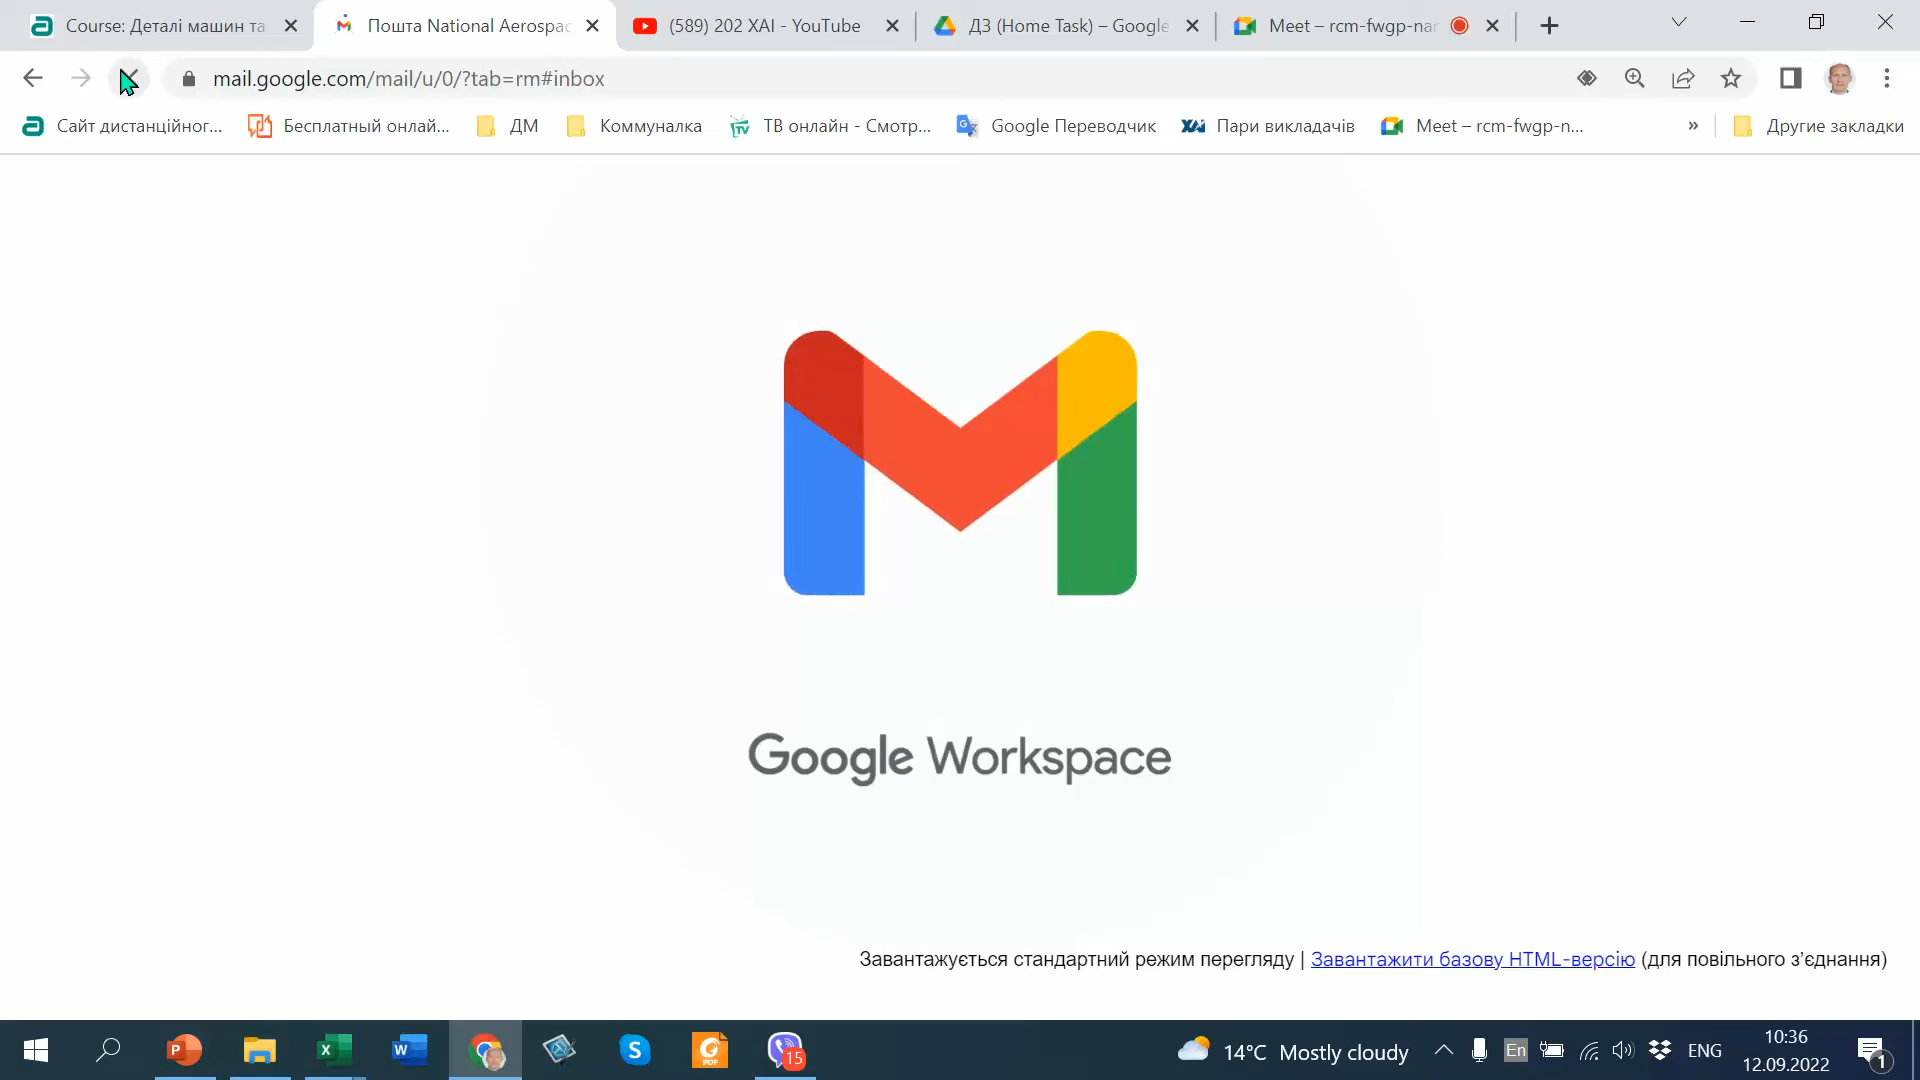 Course: Деталі машин та
Пошта National Aerospac
(589) 202 ХАІ - YouTube
ДЗ (Home Task) – Google
Meet – rcm-fwgp-nar
mail.google.com/mail/u/0/?tab=rm#inbox
Сайт дистанційног...
Бесплатный онлай...
ДМ
Коммуналка
ТВ онлайн - Смотр...
Google Переводчик
Пари викладачів
Meet – rcm-fwgp-n...
»
Другие закладки
Google Workspace
Завантажується стандартний режим перегляду | Завантажити базову HTML-версію (для повільного з'єднання)
15
14°C Mostly cloudy
En
ENG
10:36
12.09.2022
1